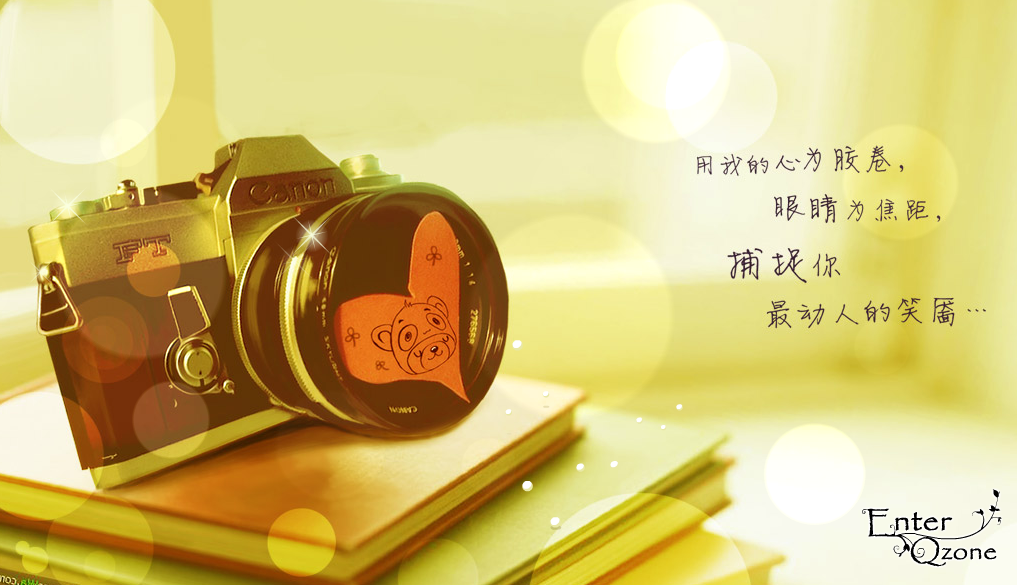 Canon
FT
CANON
用我的心为胶卷，
眼睛为焦距，
捕捉你
最动人的笑靥…
Enter
Qzone